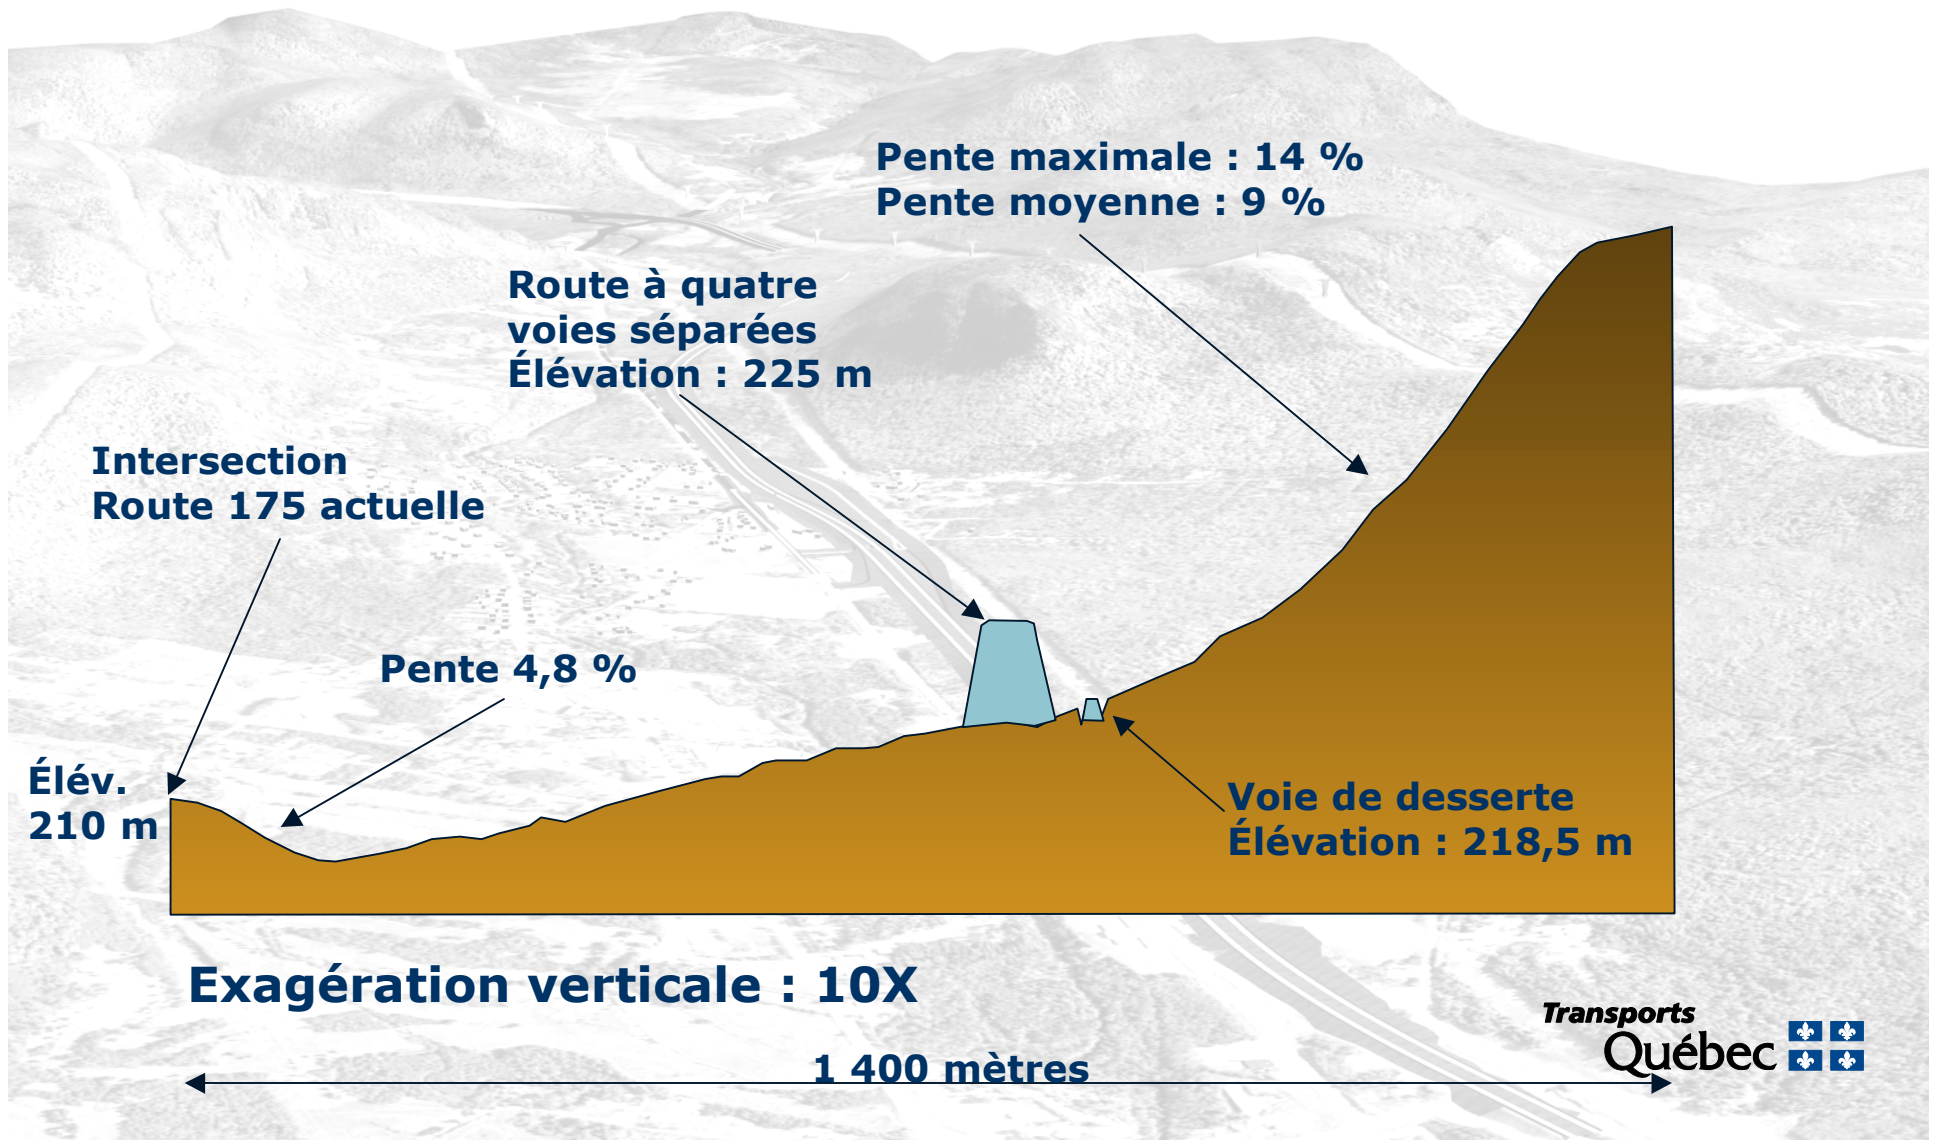 Pente maximale : 14 %
Pente moyenne : 9 %
Route à quatre
voies séparées
Élévation : 225 m
Intersection
Route 175 actuelle
Pente 4,8 %
Élév.
210 m
Voie de desserte
Élévation : 218,5 m
Exagération verticale : 10X
1 400 mètres
Transports
Québec